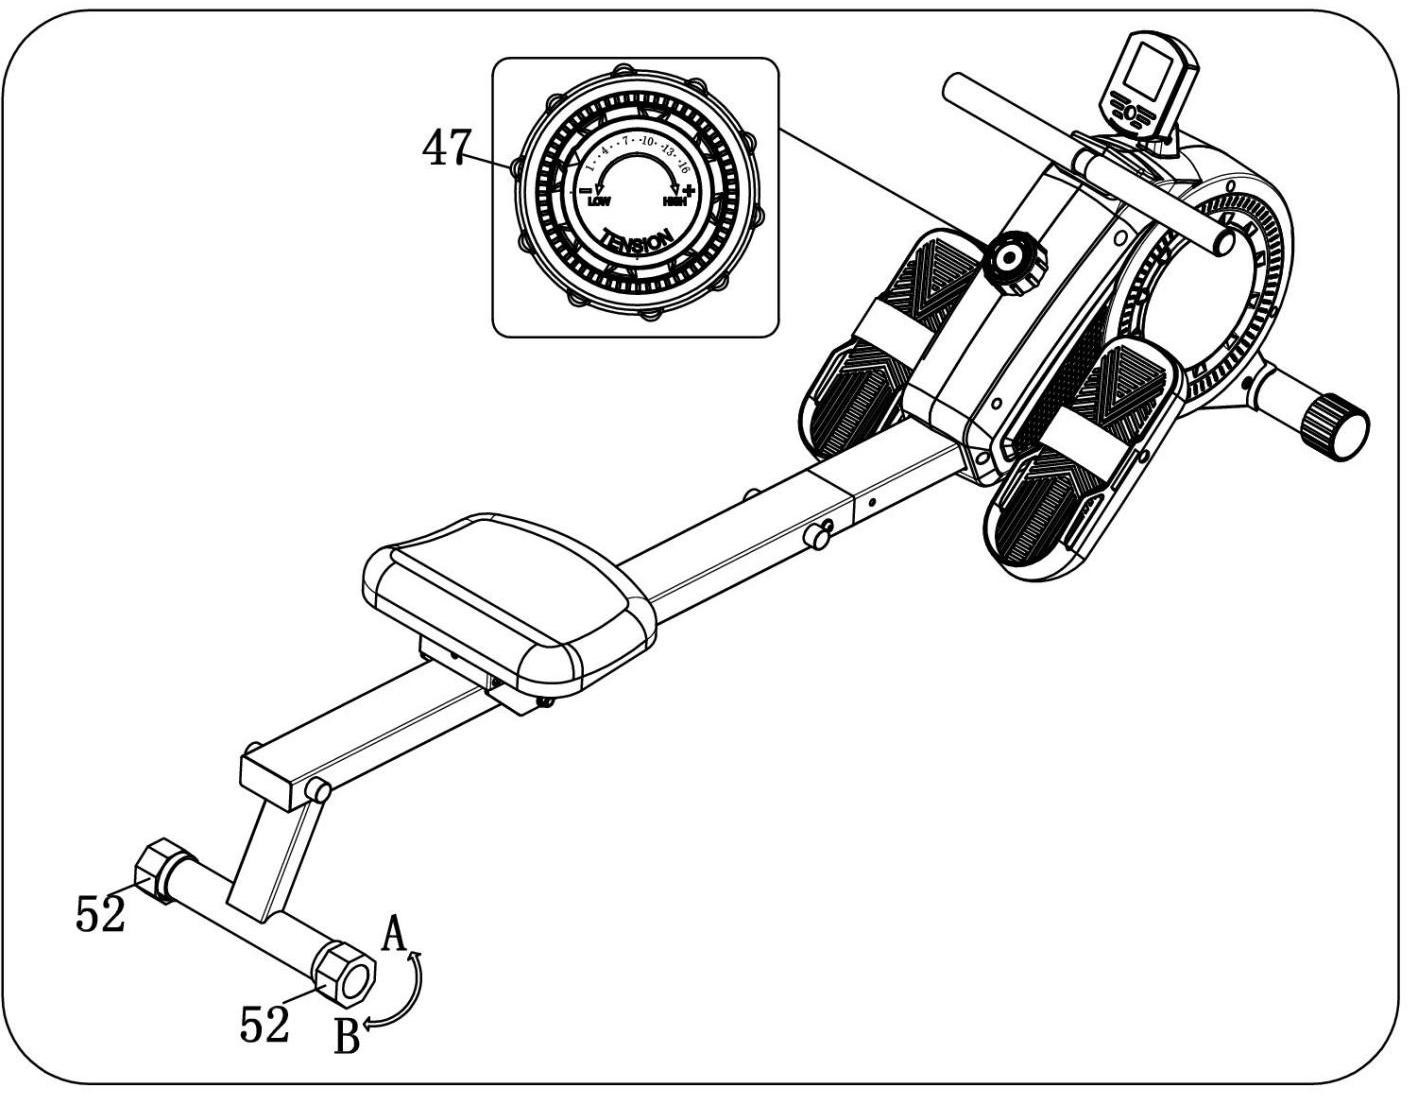 47
1··4··7··10··13··16
− +
LOW HIGH
TENSION
52
A
52
B